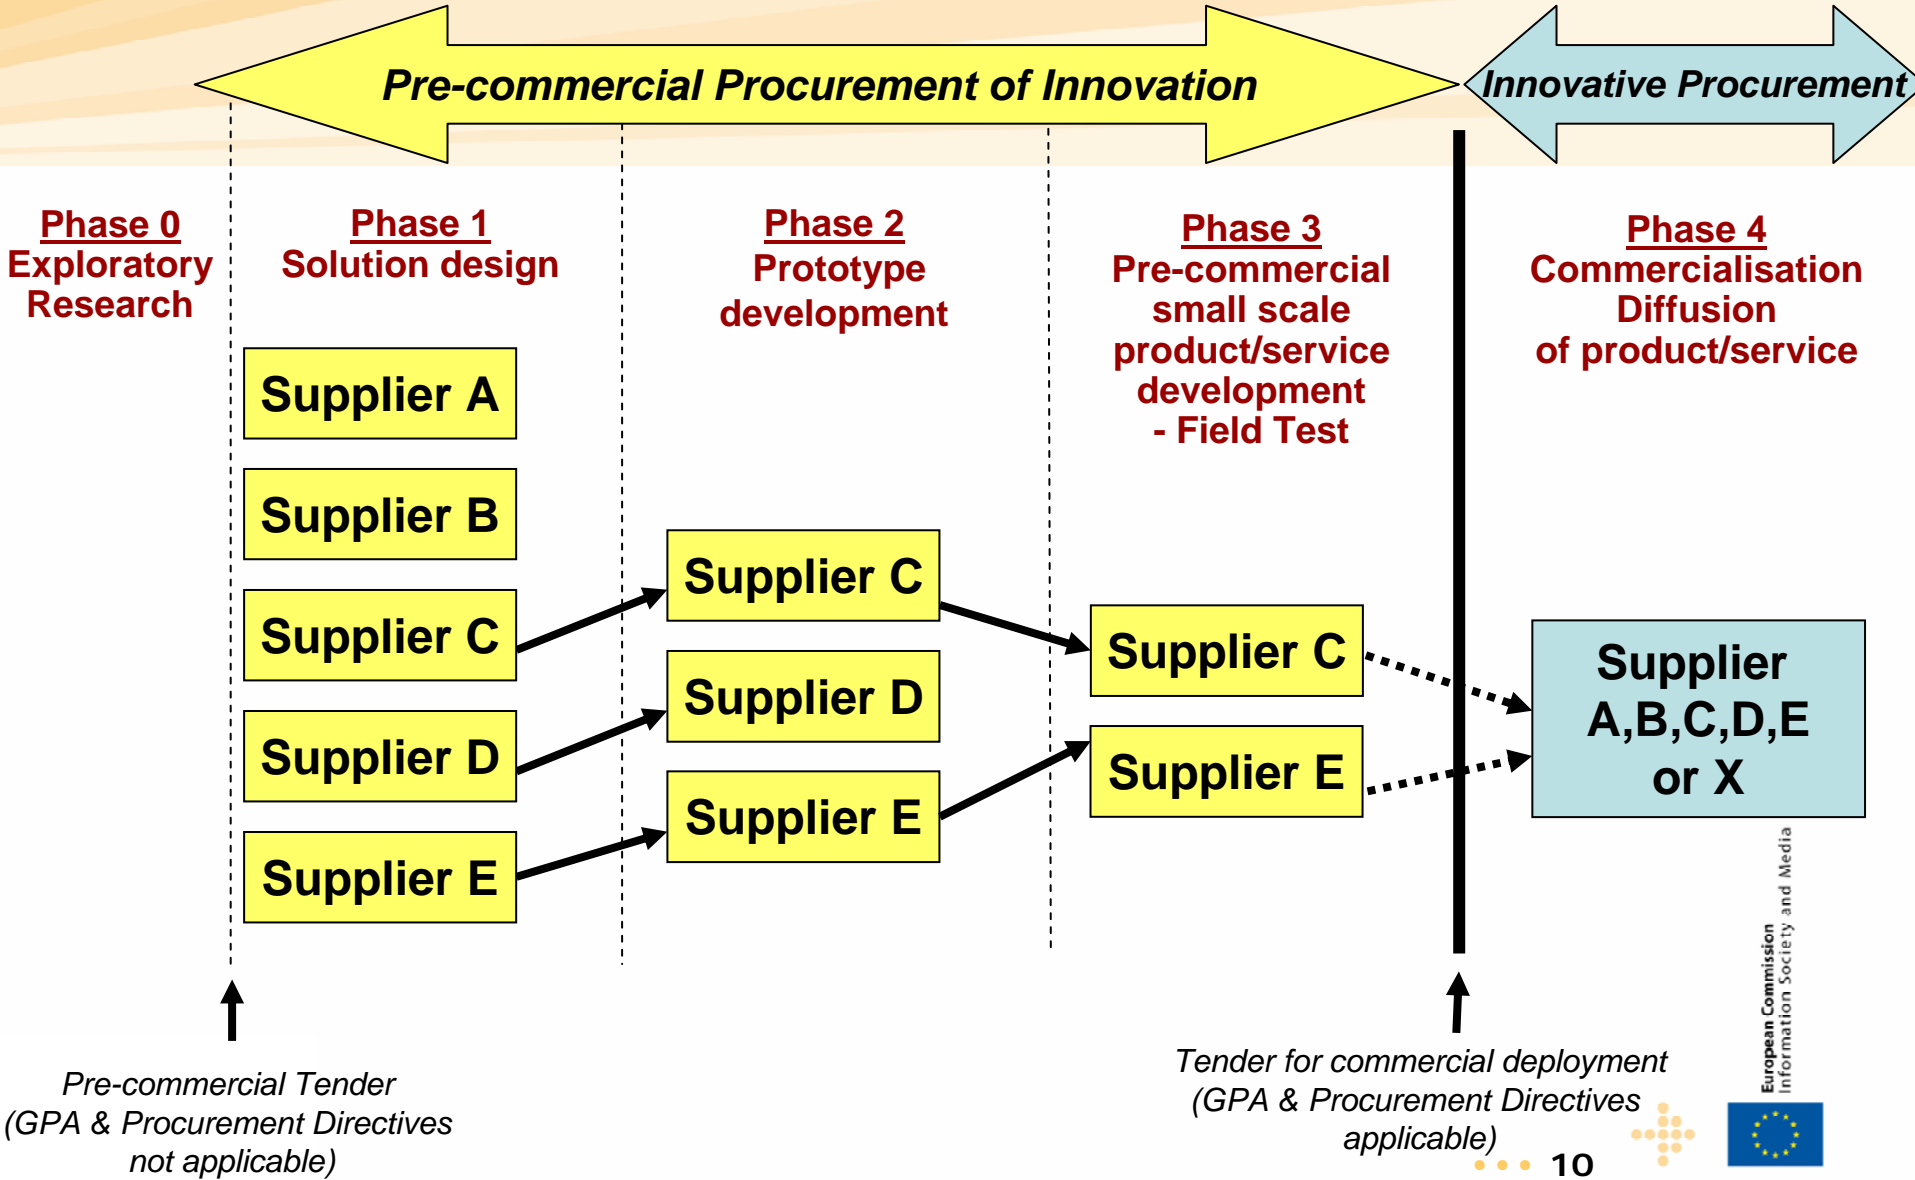 Pre-commercial Procurement of Innovation
Innovative Procurement
Phase 0
Exploratory
Research
Phase 1
Solution design
Phase 2
Prototype
development
Phase 3
Pre-commercial
small scale
product/service
development
- Field Test
Phase 4
Commercialisation
Diffusion
of product/service
Supplier A
Supplier B
Supplier C
Supplier D
Supplier E
Supplier C
Supplier D
Supplier E
Supplier C
Supplier E
Supplier
A,B,C,D,E
or X
Pre-commercial Tender
(GPA & Procurement Directives
not applicable)
Tender for commercial deployment
(GPA & Procurement Directives
applicable)
European Commission
Information Society and Media
10